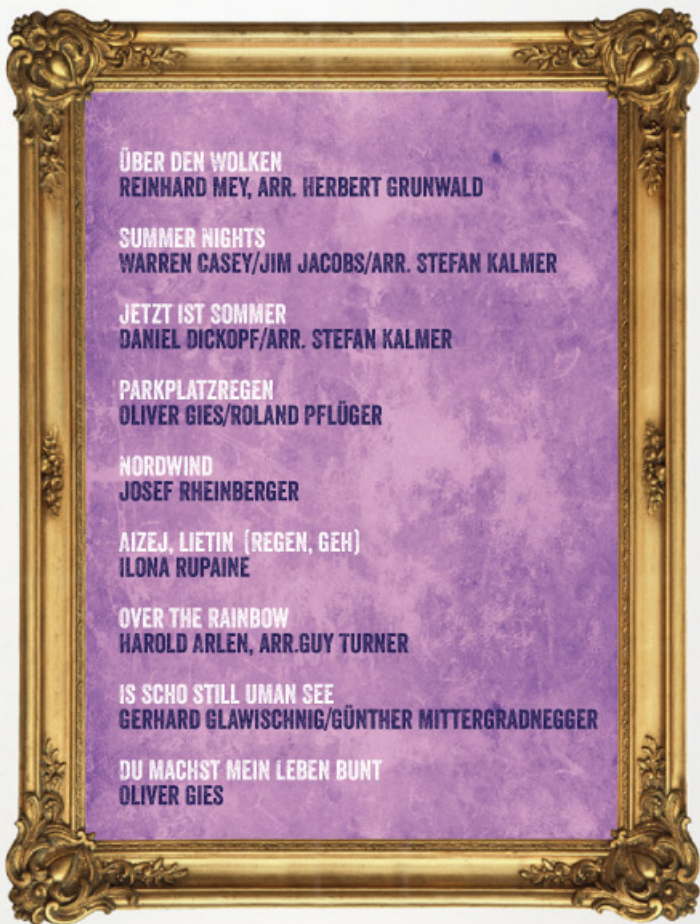 ÜBER DEN WOLKEN
REINHARD MEY, ARR. HERBERT GRUNWALD
SUMMER NIGHTS
WARREN CASEY/JIM JACOBS/ARR. STEFAN KALMER
JETZT IST SOMMER
DANIEL DICKOPF/ARR. STEFAN KALMER
PARKPLATZREGEN
OLIVER GIES/ROLAND PFLÜGER
NORDWIND
JOSEF RHEINBERGER
AIZEJ, LIETIN (REGEN, GEH)
ILONA RUPAINE
OVER THE RAINBOW
HAROLD ARLEN, ARR.GUY TURNER
IS SCHO STILL UMAN SEE
GERHARD GLAWISCHNIG/GÜNTHER MITTERGRADNEGGER
DU MACHST MEIN LEBEN BUNT
OLIVER GIES